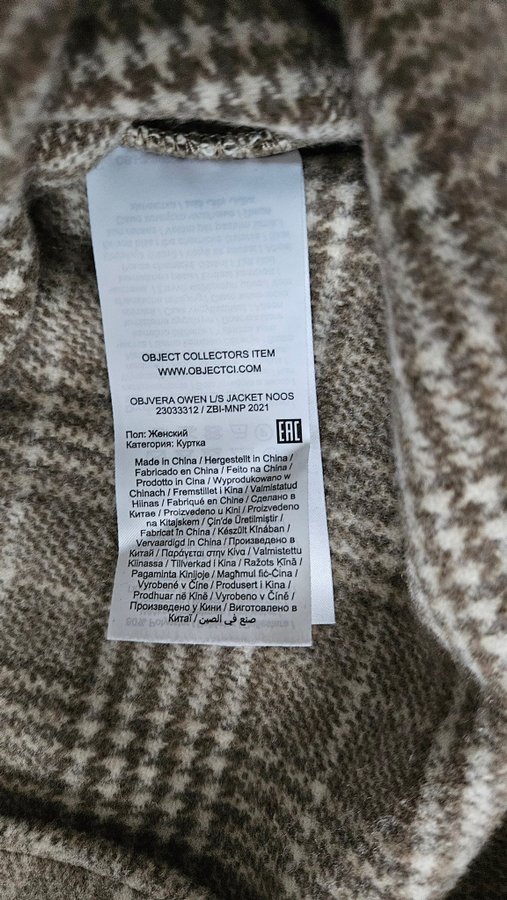 OBJECT COLLECTORS ITEM
WWW.OBJECTCI.COM
OBJVERA OWEN L/S JACKET NOOS
23033312 / ZBI-MNP 2021
Пол: Женский
Категория: Куртка
EAC
Made in China / Hergestellt in China /
Fabricado en China / Feito na China /
Prodotto in Cina / Wyprodukowano w
Chinach / Fremstillet i Kina / Valmistatud
Hiinas / Fabriqué en Chine / Сделано в
Китае / Proizvedeno u Kini / Proizvedeno
na Kitajskem / Çin'de Üretilmiştir /
Fabricat în China / Készült Kínában /
Vervaardigd in China / Произведено в
Китай / Παράγεται στην Κίνα / Valmistettu
Kiinassa / Tillverkad i Kina / Ražots Ķīnā /
Pagaminta Kinijoje / Magħmul fiċ-Ċina /
Vyrobené v Číne / Produsert i Kina /
Prodhuar në Kinë / Vyrobeno v Číně /
Произведено у Кини / Виготовлено в
Китаї / صنع في الصين /